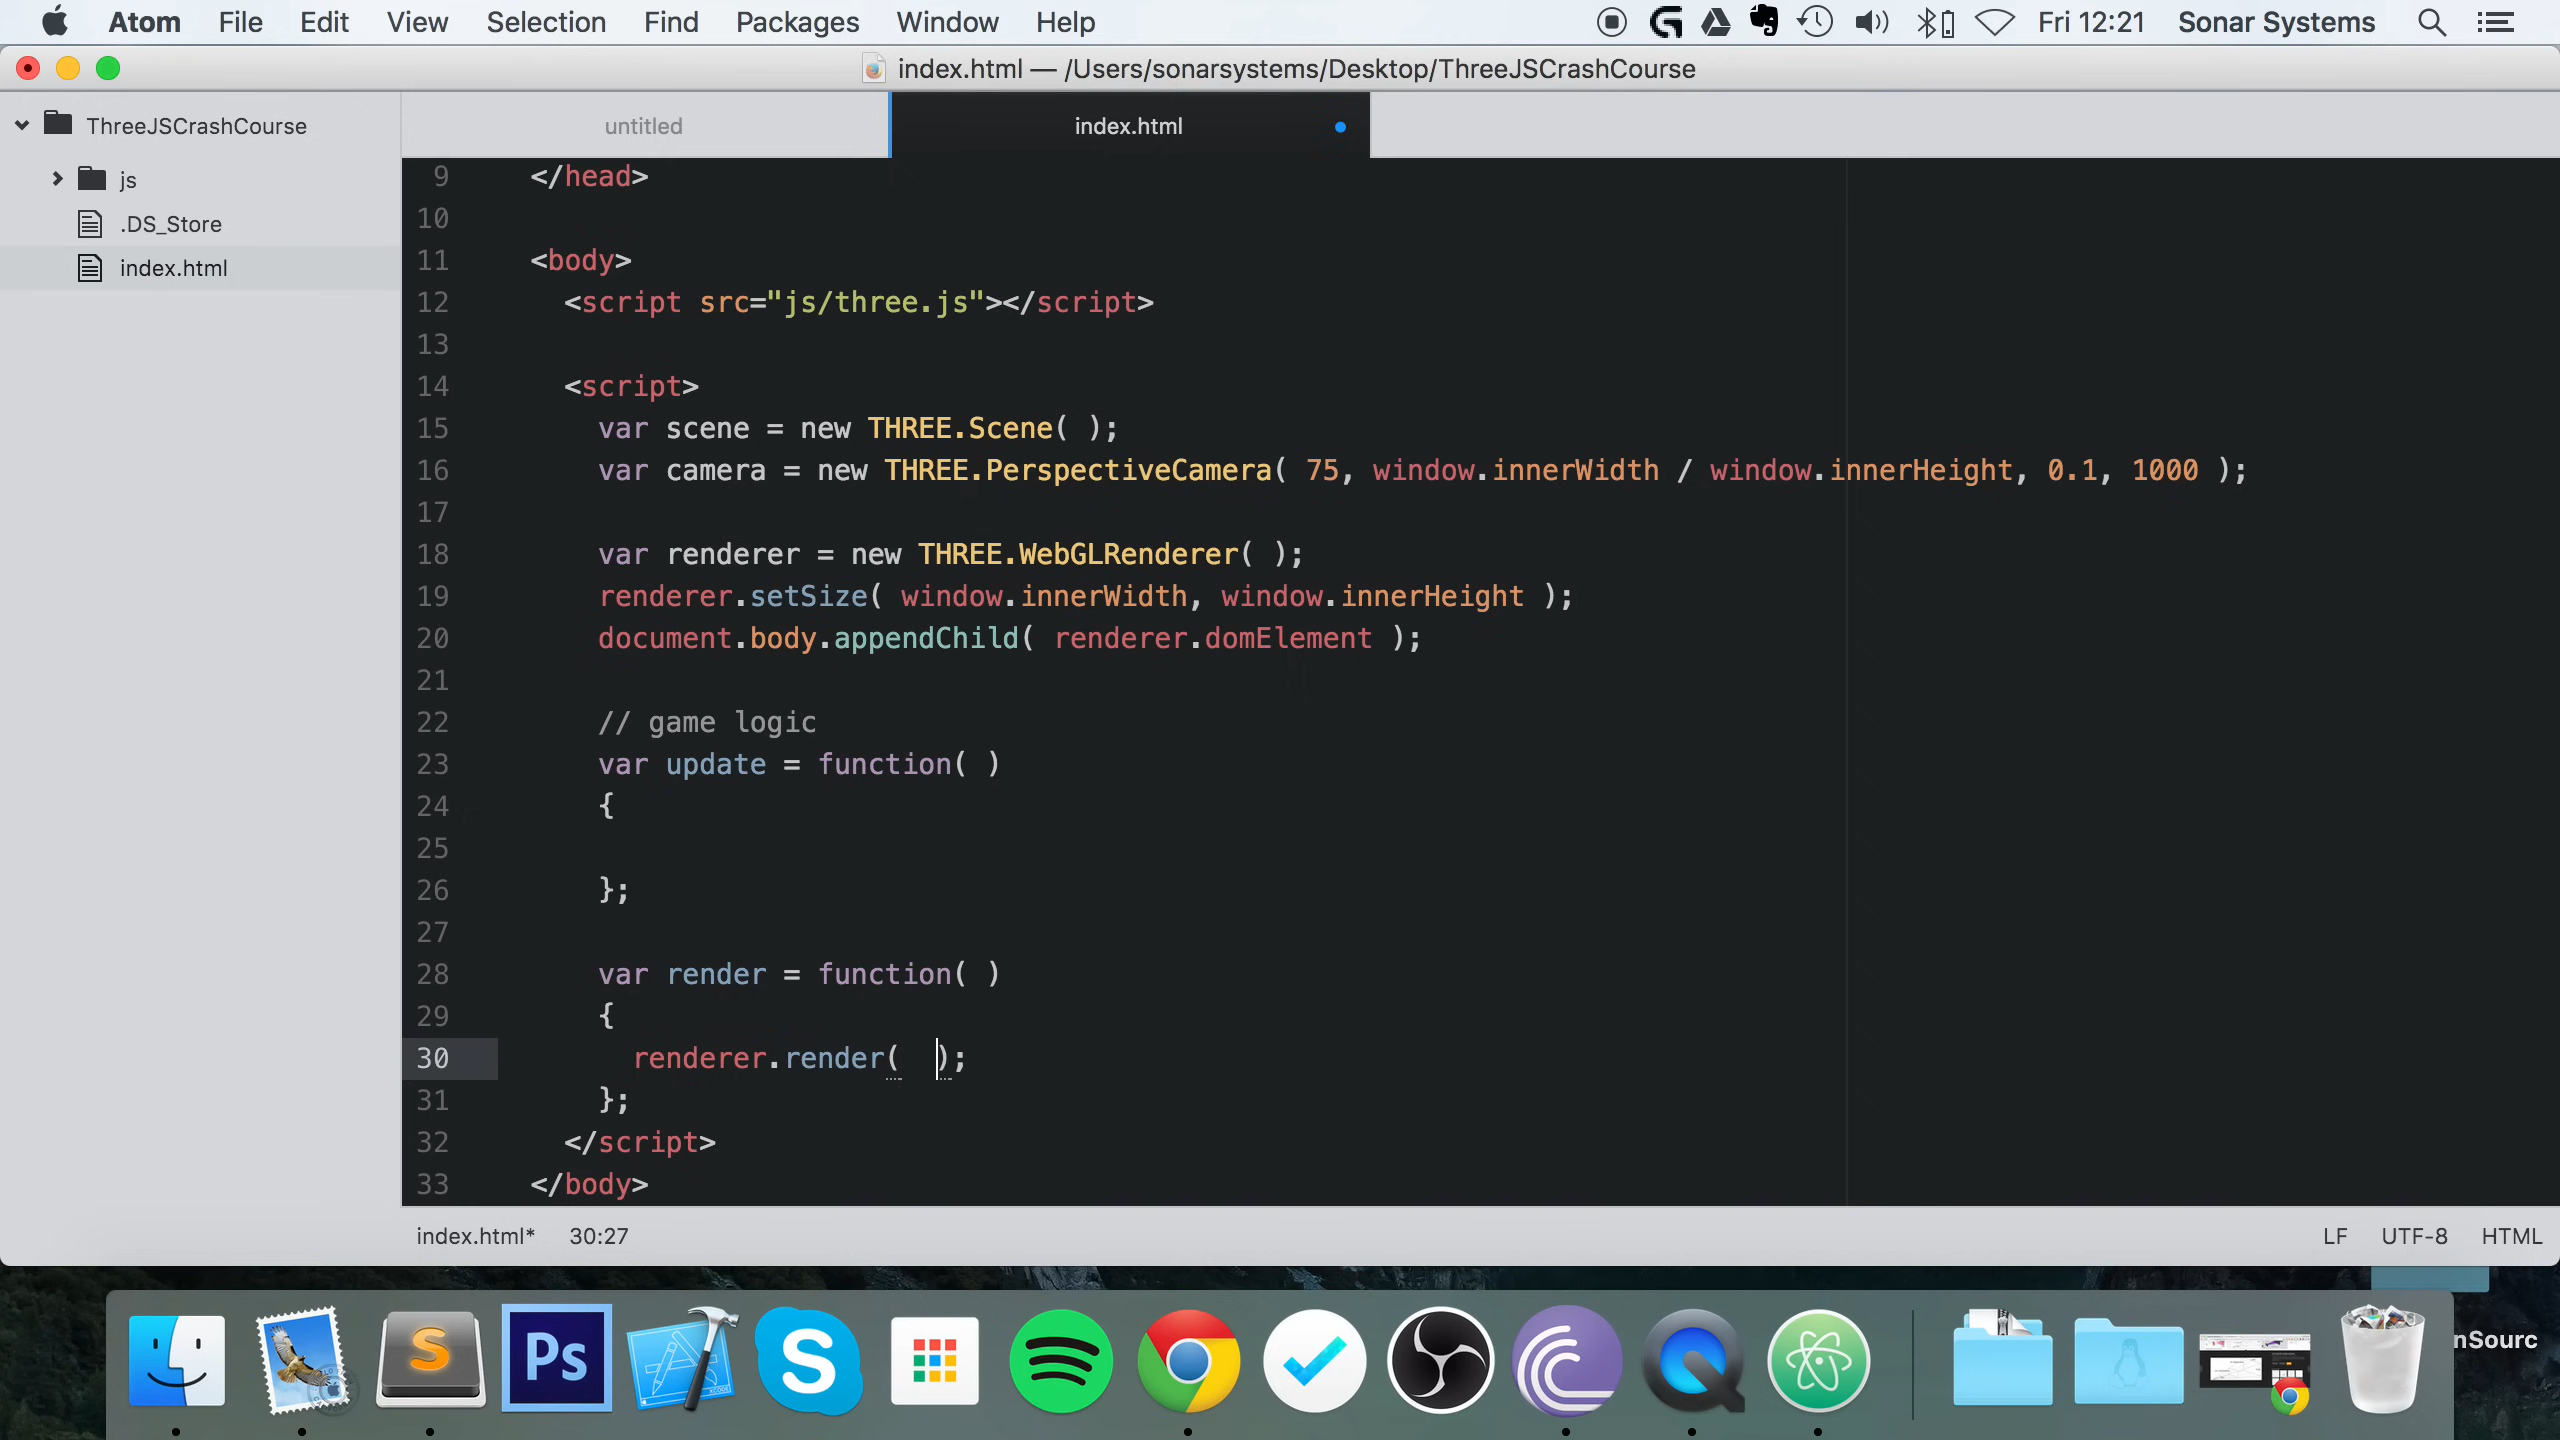 Atom File Edit View Selection Find Packages Window Help Fri 12:21 Sonar Systems
index.html — /Users/sonarsystems/Desktop/ThreeJSCrashCourse
ThreeJSCrashCourse
js
.DS_Store
index.html
untitled index.html
9 </head>
10
11 <body>
12 <script src="js/three.js"></script>
13
14 <script>
15 var scene = new THREE.Scene( );
16 var camera = new THREE.PerspectiveCamera( 75, window.innerWidth / window.innerHeight, 0.1, 1000 );
17
18 var renderer = new THREE.WebGLRenderer( );
19 renderer.setSize( window.innerWidth, window.innerHeight );
20 document.body.appendChild( renderer.domElement );
21
22 // game logic
23 var update = function( )
24 {
25
26 };
27
28 var render = function( )
29 {
30 renderer.render(  );
31 };
32 </script>
33 </body>
index.html* 30:27 LF UTF-8 HTML
S
Ps
S
nSourc